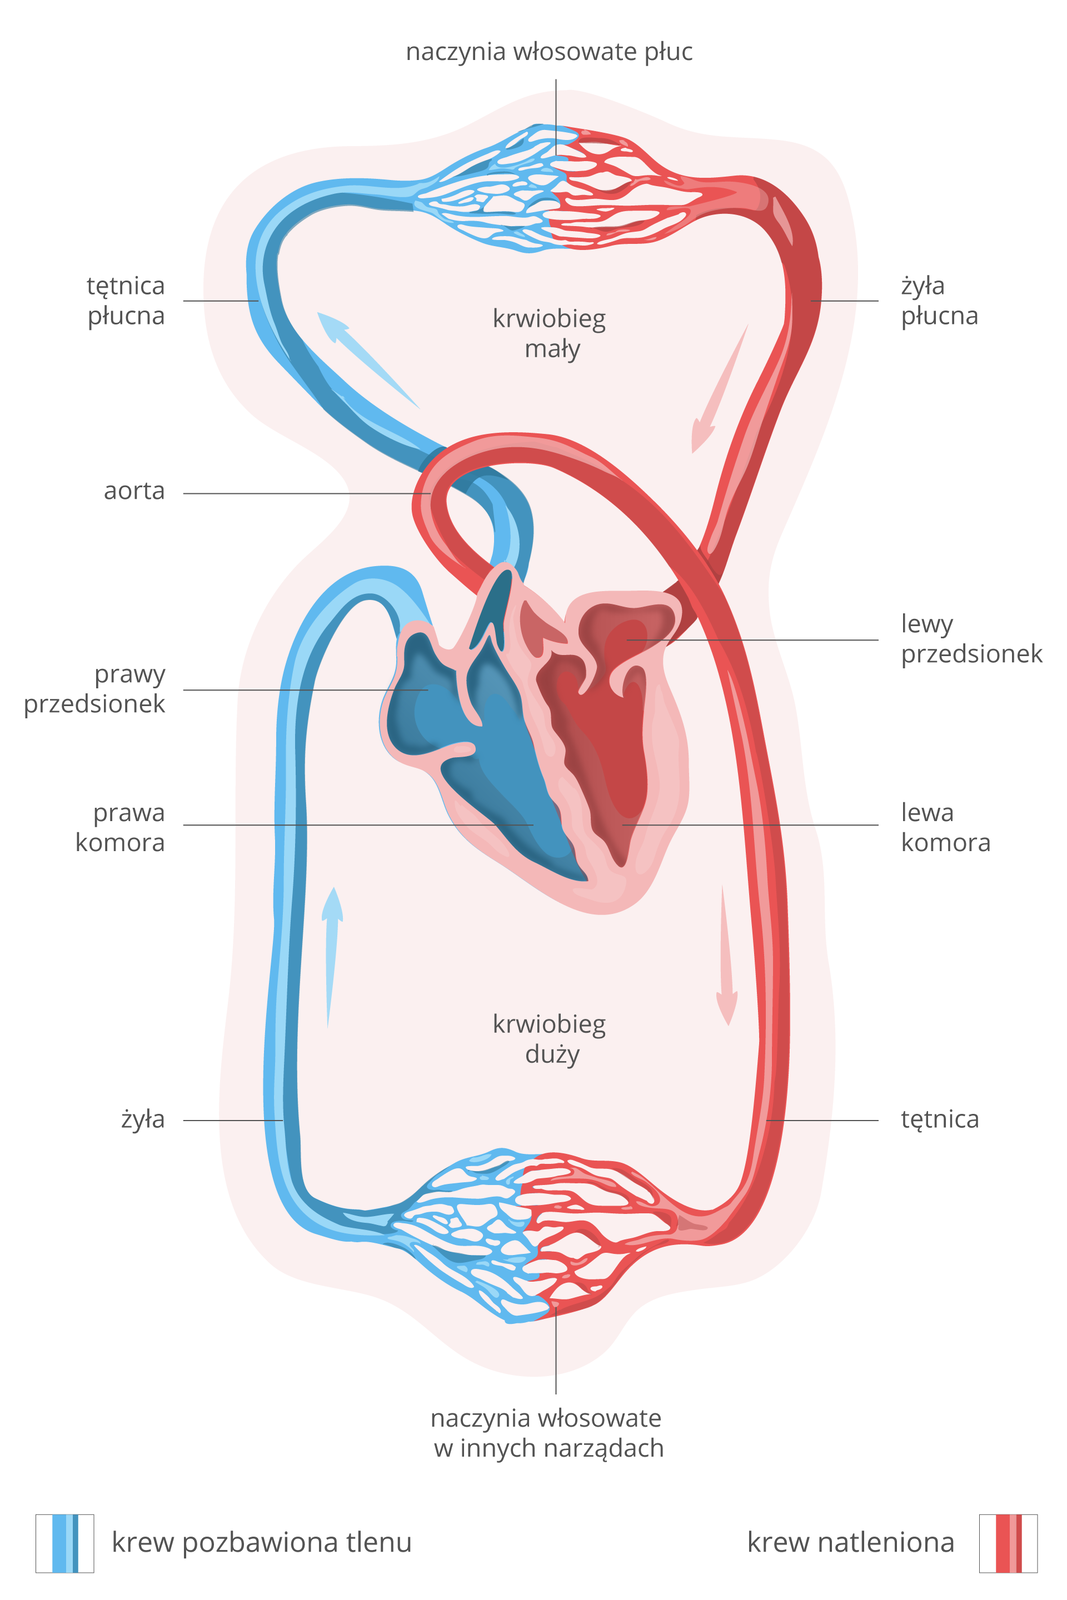 naczynia włosowate płuc
tętnica
płucna
żyła
płucna
krwiobieg
mały
aorta
lewy
przedsionek
prawy
przedsionek
prawa
komora
lewa
komora
krwiobieg
duży
żyła
tętnica
naczynia włosowate
w innych narządach
krew pozbawiona tlenu
krew natleniona